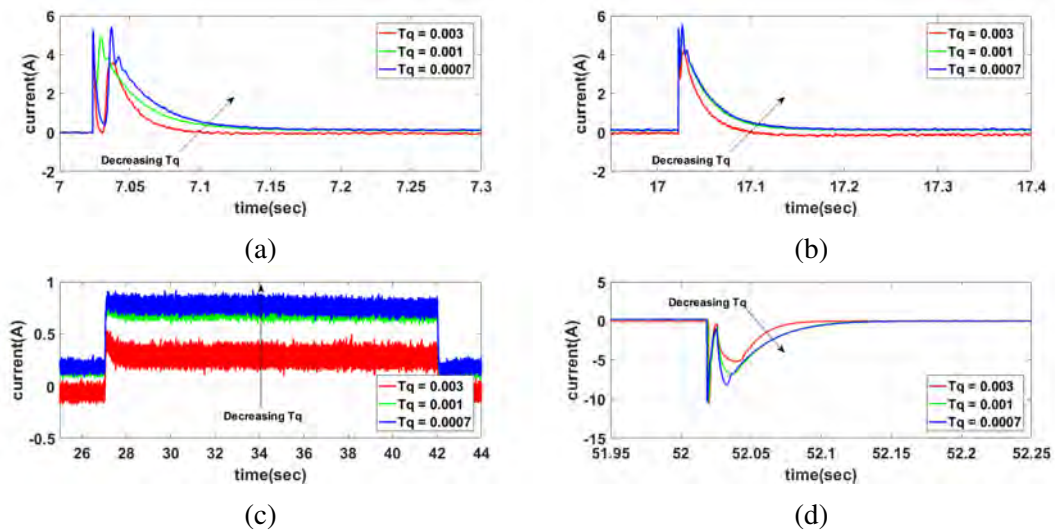 6
4
2
0
-2
current(A)
Tq = 0.003
Tq = 0.001
Tq = 0.0007
Decreasing Tq
7
7.05
7.1
7.15
7.2
7.25
7.3
time(sec)
(a)
6
4
2
0
-2
current(A)
Tq = 0.003
Tq = 0.001
Tq = 0.0007
Decreasing Tq
17
17.1
17.2
17.3
17.4
time(sec)
(b)
1
0.5
0
-0.5
current(A)
Tq = 0.003
Tq = 0.001
Tq = 0.0007
Decreasing Tq
26
28
30
32
34
36
38
40
42
44
time(sec)
(c)
5
0
-5
-10
-15
current(A)
Decreasing Tq
Tq = 0.003
Tq = 0.001
Tq = 0.0007
51.95
52
52.05
52.1
52.15
52.2
52.25
time(sec)
(d)